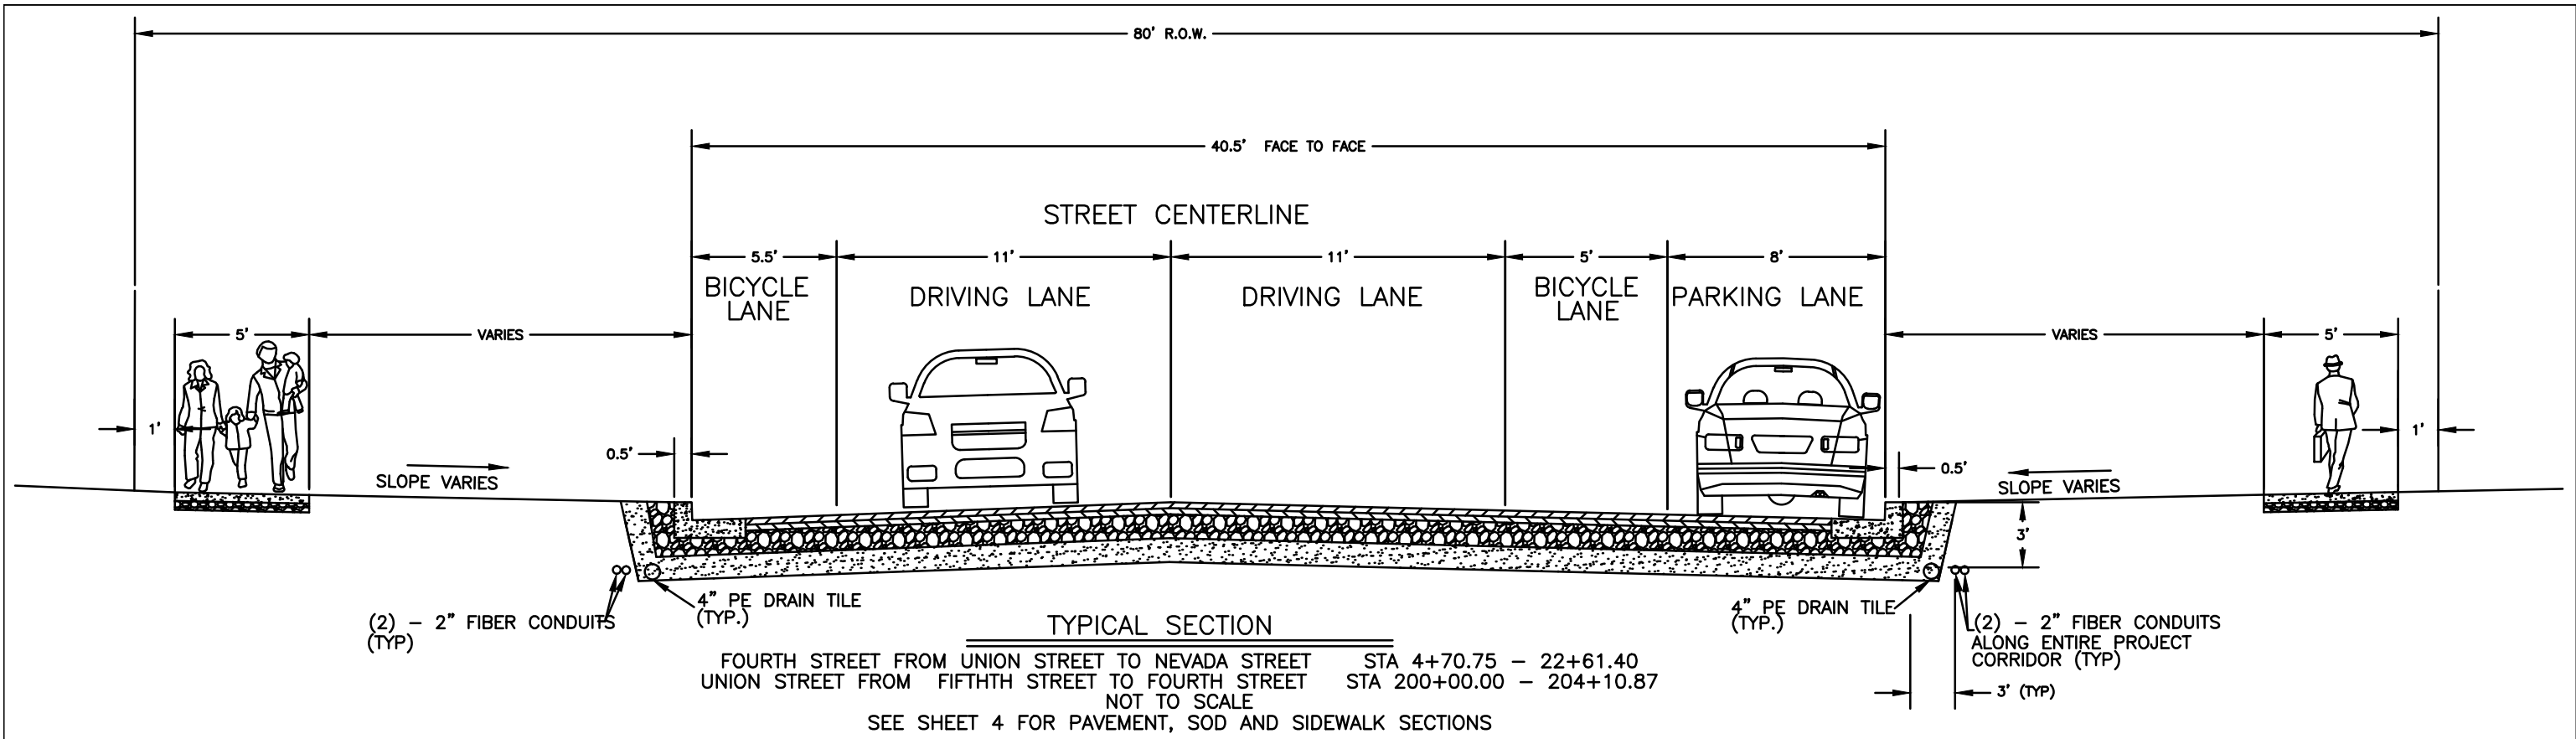 80' R.O.W.
40.5' FACE TO FACE
STREET CENTERLINE
5.5'
11'
11'
5'
8'
BICYCLE
LANE
DRIVING LANE
DRIVING LANE
BICYCLE
LANE
PARKING LANE
5'
VARIES
VARIES
5'
1'
1'
0.5'
0.5'
SLOPE VARIES
SLOPE VARIES
3'
(2) – 2" FIBER CONDUITS
(TYP)
4" PE DRAIN TILE
(TYP.)
4" PE DRAIN TILE
(TYP.)
(2) – 2" FIBER CONDUITS
ALONG ENTIRE PROJECT
CORRIDOR (TYP)
3' (TYP)
TYPICAL SECTION
FOURTH STREET FROM UNION STREET TO NEVADA STREET STA 4+70.75 – 22+61.40
UNION STREET FROM FIFTHTH STREET TO FOURTH STREET STA 200+00.00 – 204+10.87
NOT TO SCALE
SEE SHEET 4 FOR PAVEMENT, SOD AND SIDEWALK SECTIONS